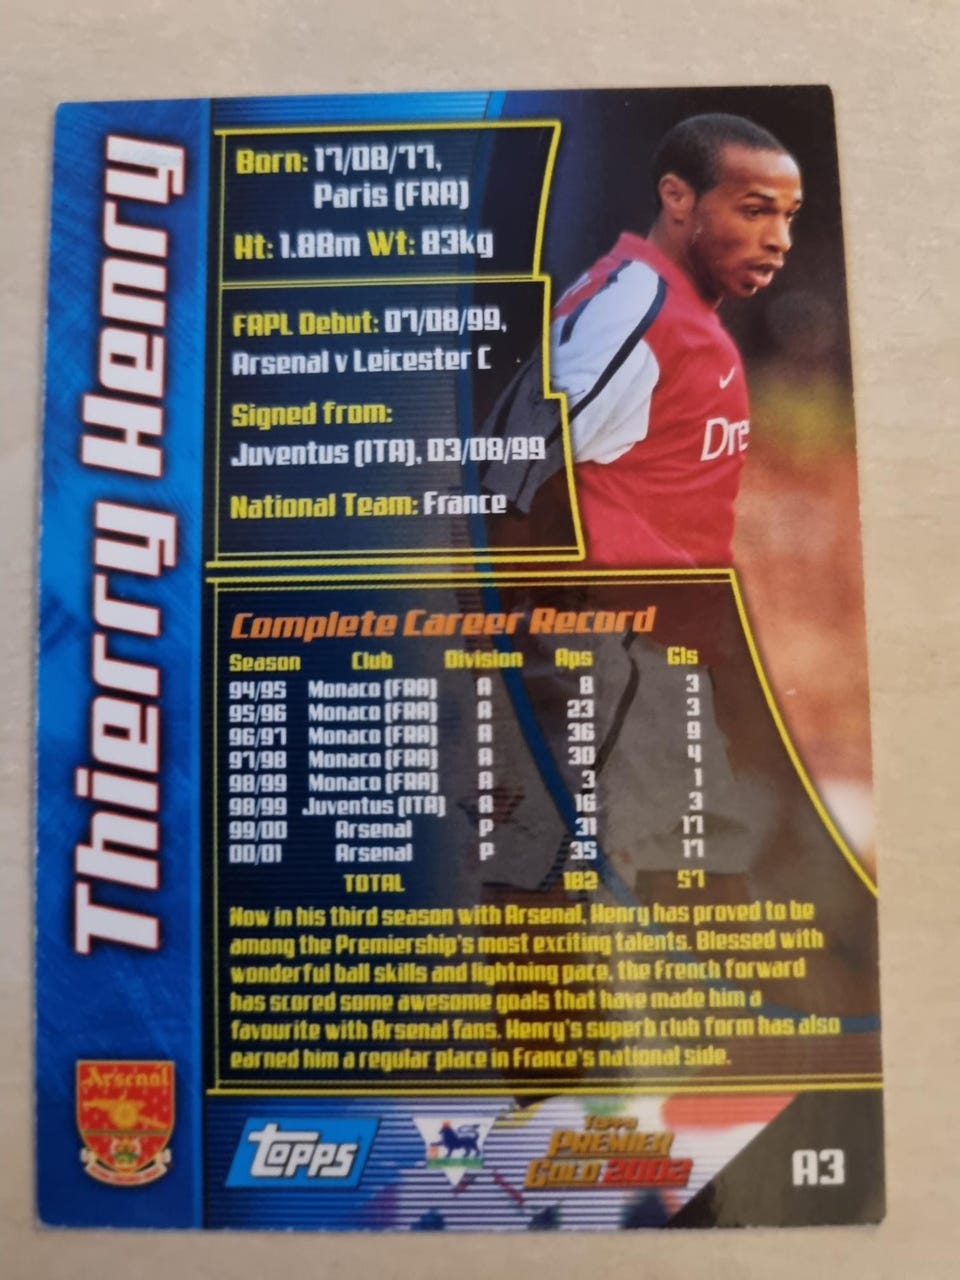 Thierry Henry
Born: 17/08/77,
Paris (FRA)
Ht: 1.88m Wt: 83kg
FAPL Debut: 07/08/99,
Arsenal v Leicester C
Signed from:
Juventus (ITA), 03/08/99
National Team: France
Dre
Complete Career Record
Season Club Division Aps Gls
94/95 Monaco (FRA) A 8 3
95/96 Monaco (FRA) A 23 3
96/97 Monaco (FRA) A 36 9
97/98 Monaco (FRA) A 30 4
98/99 Monaco (FRA) A 3 1
98/99 Juventus (ITA) A 16 3
99/00 Arsenal P 31 17
00/01 Arsenal P 35 17
TOTAL 182 57
Now in his third season with Arsenal, Henry has proved to be
among the Premiership's most exciting talents. Blessed with
wonderful ball skills and lightning pace, the French forward
has scored some awesome goals that have made him a
favourite with Arsenal fans. Henry's superb club form has also
earned him a regular place in France's national side.
Arsenal
topps
TOPPS
PREMIER
GOLD 2002
A3